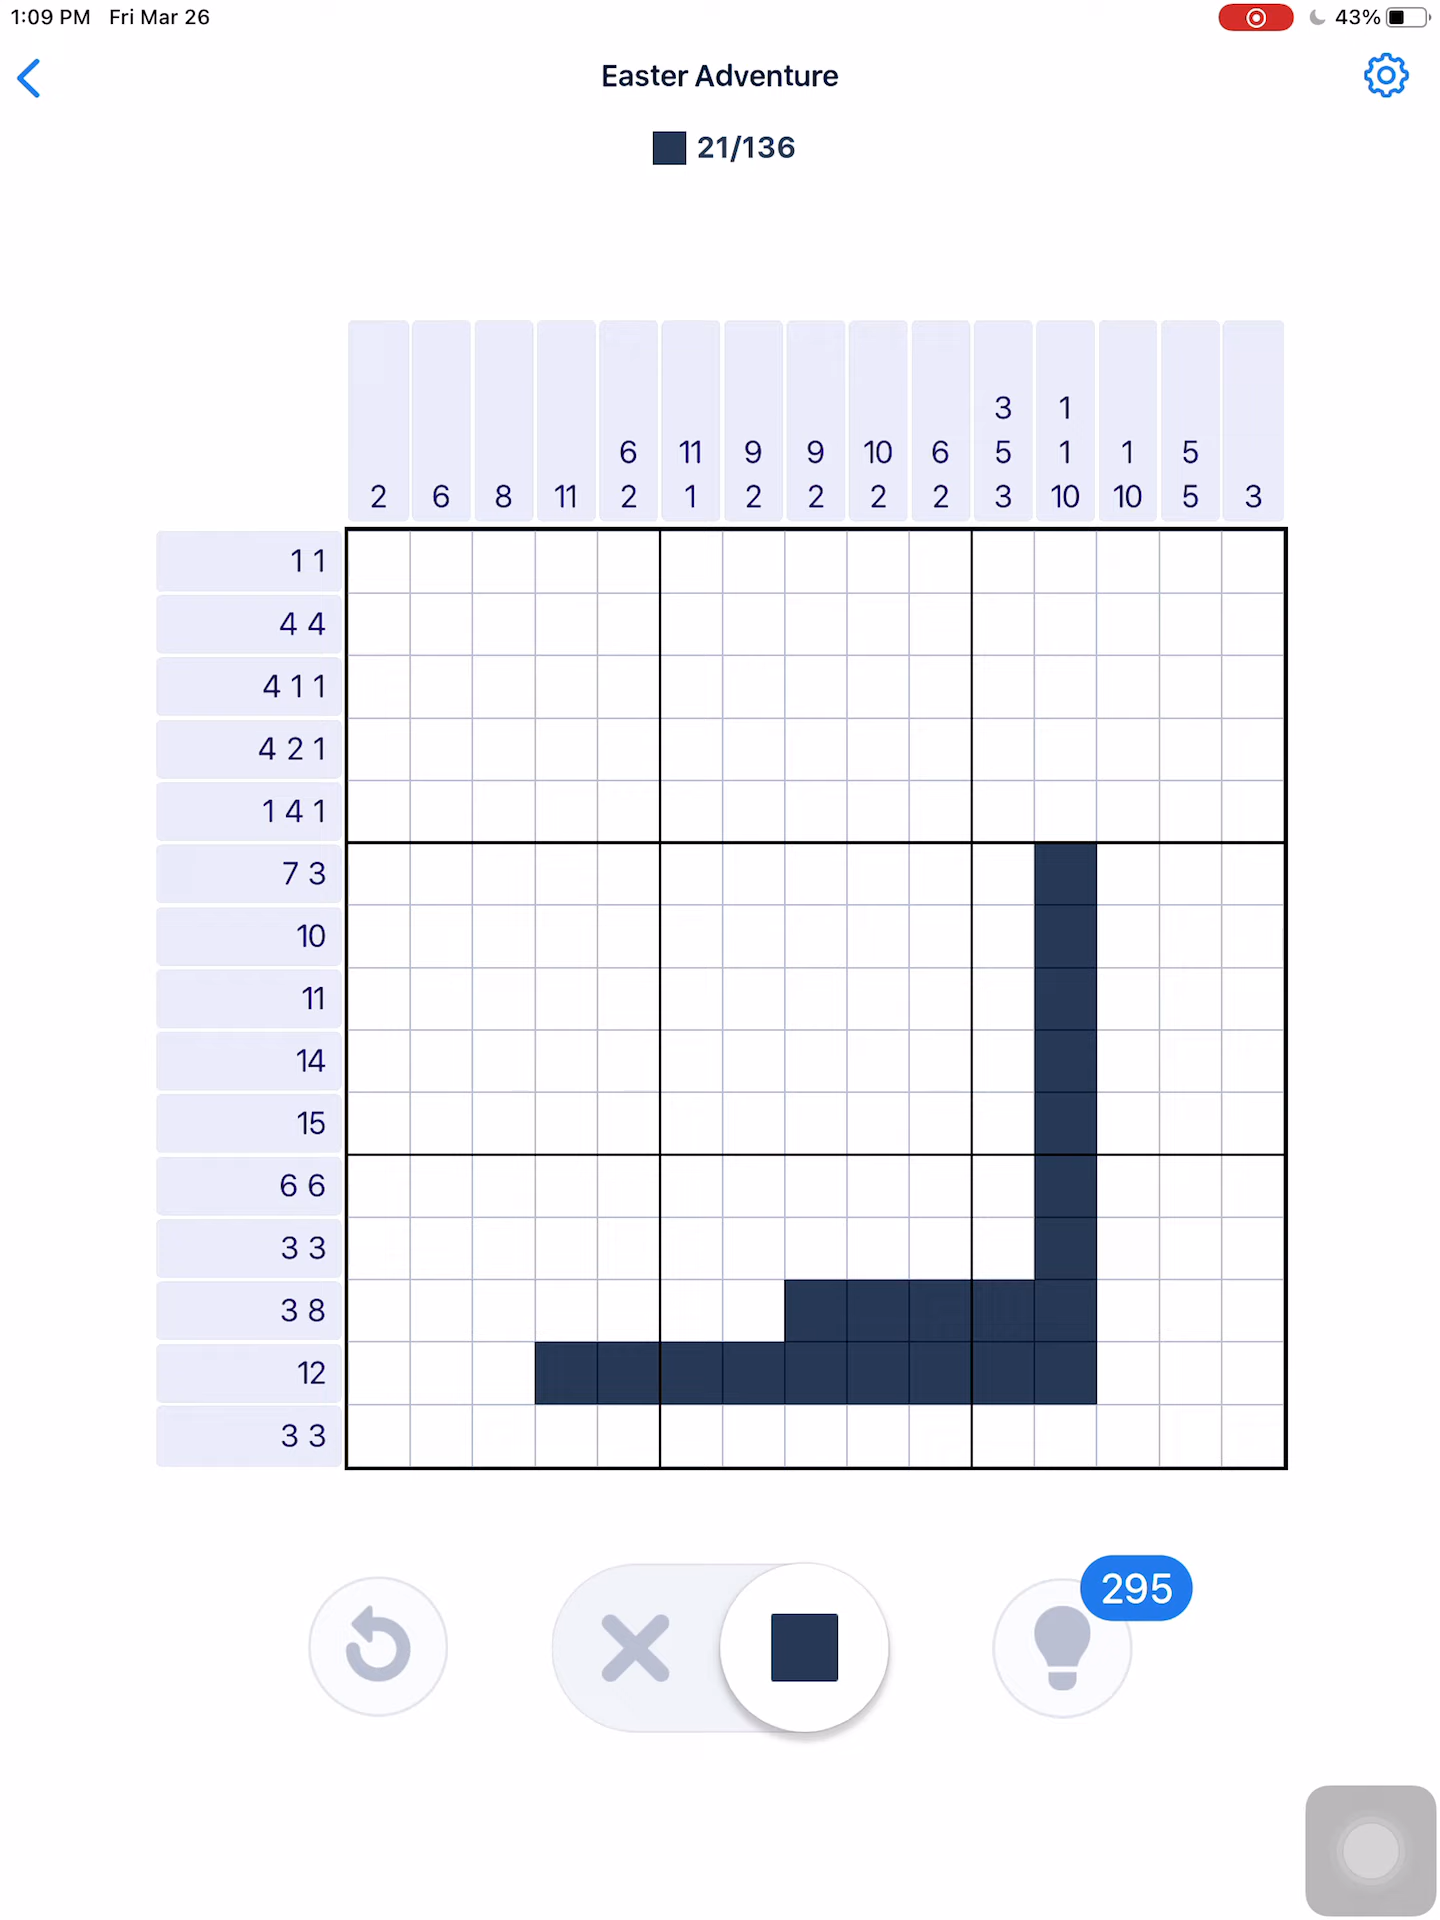 1:09 PM Fri Mar 26 43%
Easter Adventure
21/136
3 1
6 11 9 9 10 6 5 1 1 5
2 6 8 11 2 1 2 2 2 2 3 10 10 5 3
1 1
4 4
4 1 1
4 2 1
1 4 1
7 3
10
11
14
15
6 6
3 3
3 8
12
3 3
295